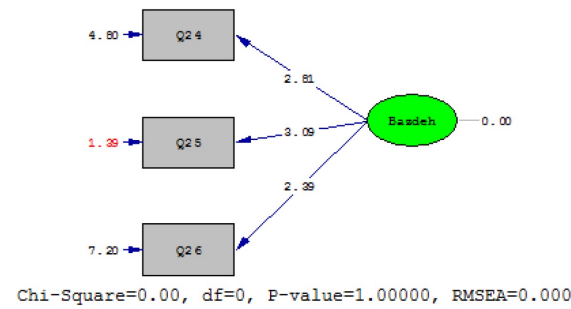 4.80 Q24
2.81
Basdeh 0.00
1.39 Q25 3.09
2.39
7.20 Q26
Chi-Square=0.00, df=0, P-value=1.00000, RMSEA=0.000